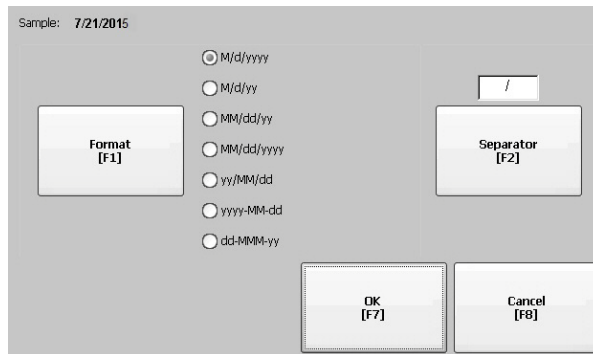 Sample: 7/21/2015
M/d/yyyy
M/d/yy
MM/dd/yy
MM/dd/yyyy
yy/MM/dd
yyyy-MM-dd
dd-MMM-yy
Format
[F1]
/
Separator
[F2]
OK
[F7]
Cancel
[F8]